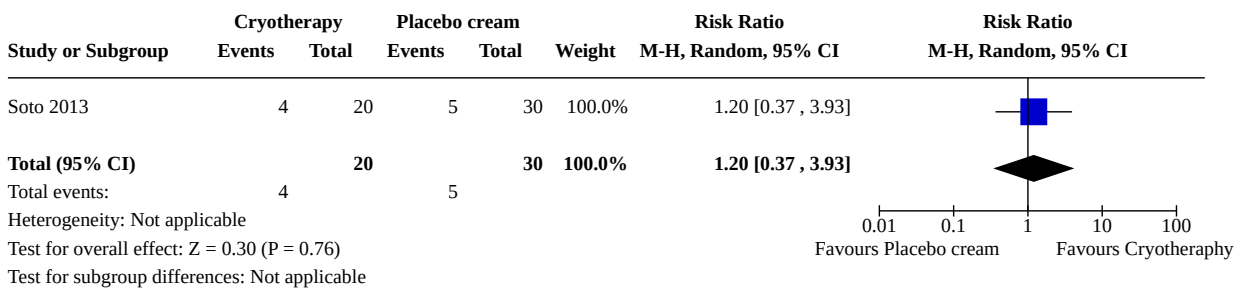 Cryotherapy Placebo cream Risk Ratio Risk Ratio
Study or Subgroup Events Total Events Total Weight M-H, Random, 95% CI M-H, Random, 95% CI
Soto 2013 4 20 5 30 100.0% 1.20 [0.37 , 3.93]
Total (95% CI) 20 30 100.0% 1.20 [0.37 , 3.93]
Total events: 4 5
Heterogeneity: Not applicable
0.01 0.1 1 10 100
Test for overall effect: Z = 0.30 (P = 0.76) Favours Placebo cream Favours Cryotheraphy
Test for subgroup differences: Not applicable